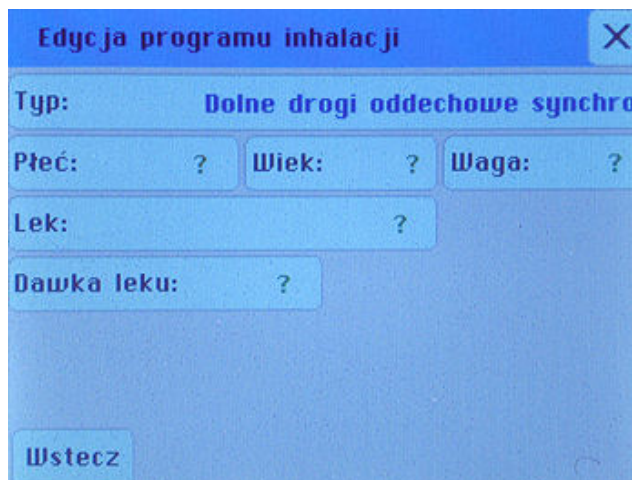 Edycja programu inhalacji X
Typ: Dolne drogi oddechowe synchro
Płeć: ? Wiek: ? Waga: ?
Lek: ?
Dawka leku: ?
Wstecz